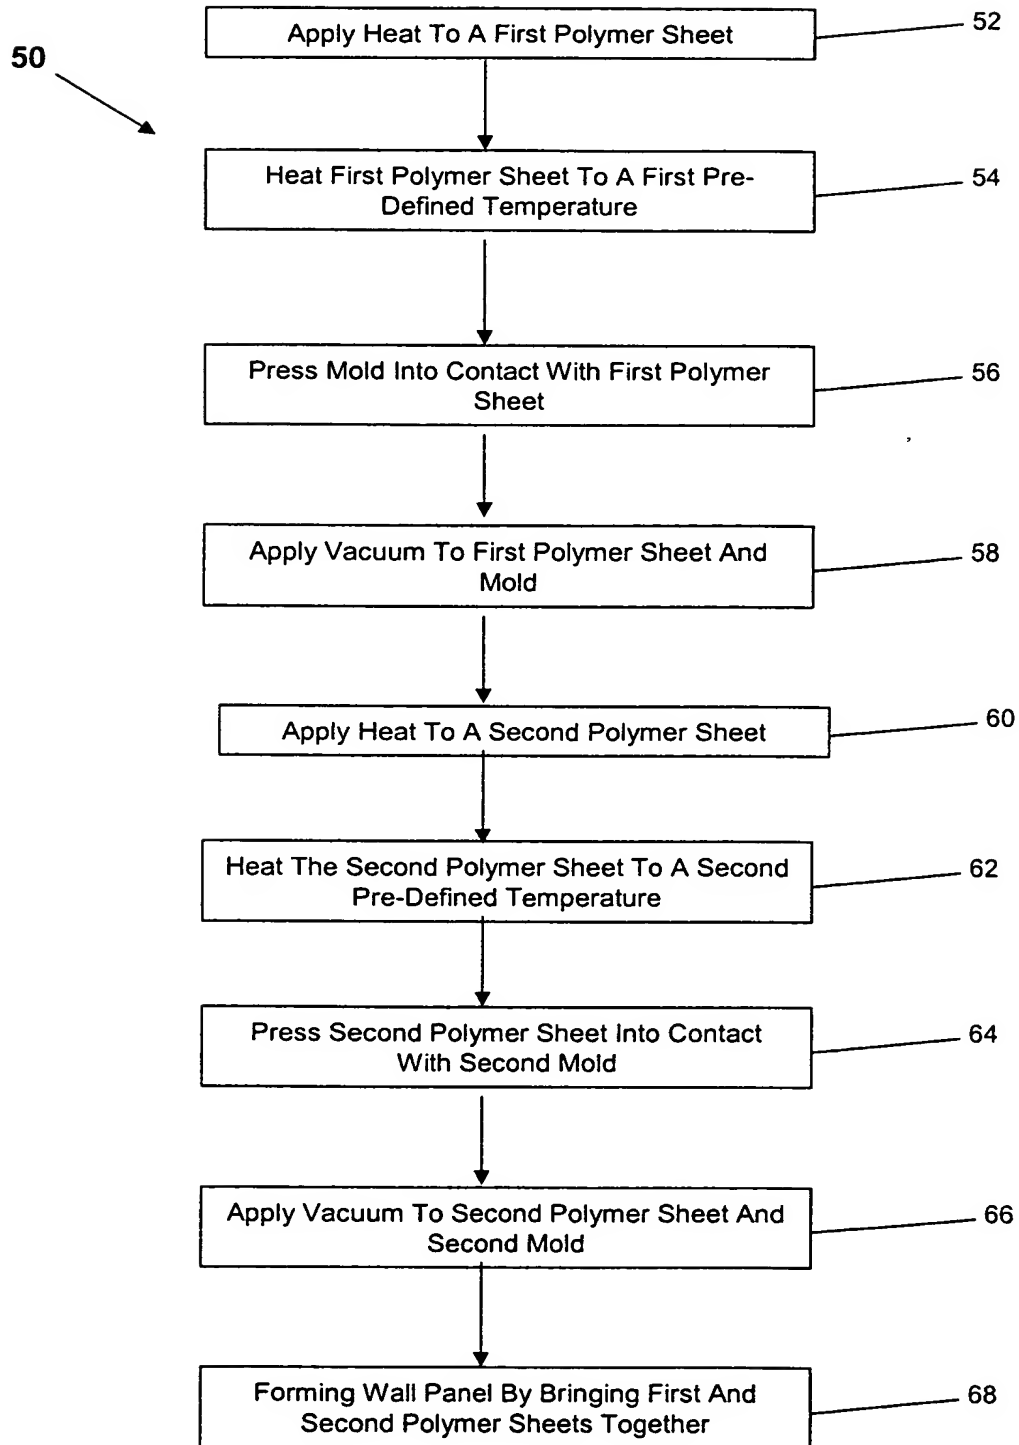 Apply Heat To A First Polymer Sheet
52
50
Heat First Polymer Sheet To A First Pre-
Defined Temperature
54
Press Mold Into Contact With First Polymer
Sheet
56
Apply Vacuum To First Polymer Sheet And
Mold
58
Apply Heat To A Second Polymer Sheet
60
Heat The Second Polymer Sheet To A Second
Pre-Defined Temperature
62
Press Second Polymer Sheet Into Contact
With Second Mold
64
Apply Vacuum To Second Polymer Sheet And
Second Mold
66
Forming Wall Panel By Bringing First And
Second Polymer Sheets Together
68